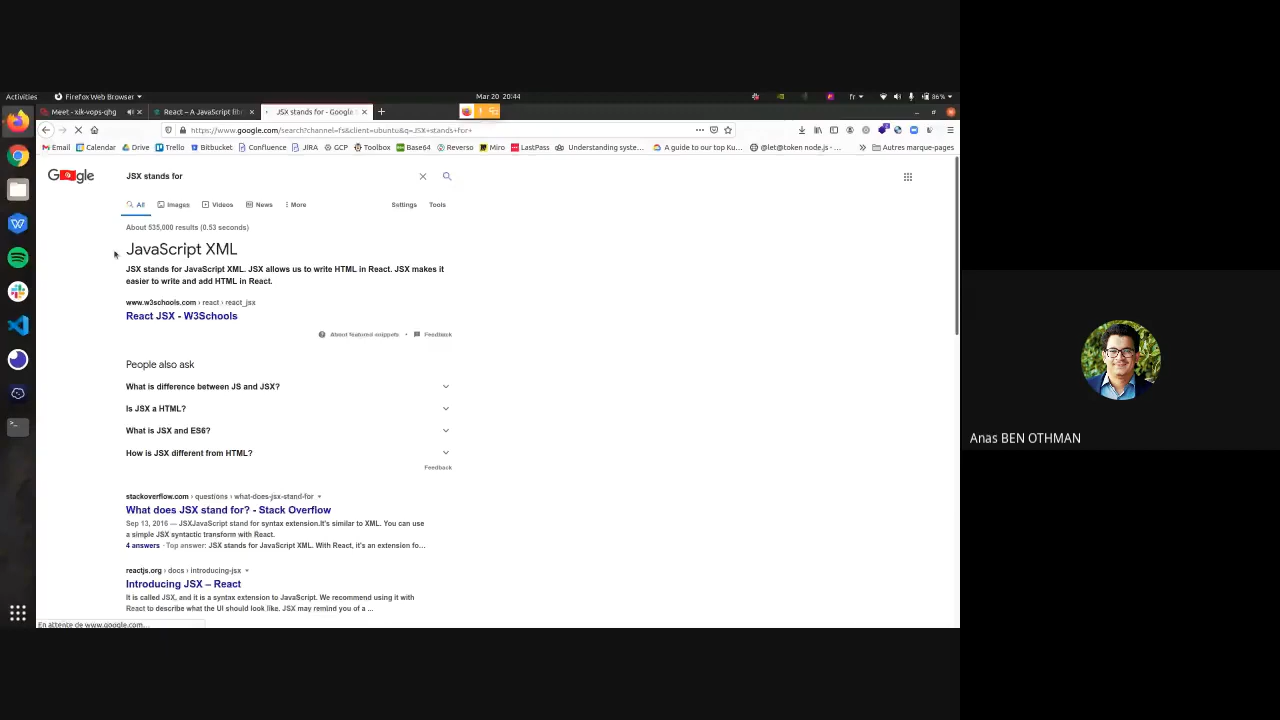 Activities
Firefox Web Browser
Mar 20 20:44
fr
86%
Meet - xlk-vops-qhg
React – A JavaScript libr
JSX stands for - Google S
https://www.google.com/search?channel=fs&client=ubuntu&q=JSX+stands+for+
Email
Calendar
Drive
Trello
Bitbucket
Confluence
JIRA
GCP
Toolbox
Base64
Reverso
Miro
LastPass
Understanding syste…
A guide to our top Ku…
@let@token node.js - …
Autres marque-pages
JSX stands for
All
Images
Videos
News
More
Settings
Tools
About 535,000 results (0.53 seconds)
JavaScript XML
JSX stands for JavaScript XML. JSX allows us to write HTML in React. JSX makes it
easier to write and add HTML in React.
www.w3schools.com › react › react_jsx
React JSX - W3Schools
About featured snippets • Feedback
People also ask
What is difference between JS and JSX?
Is JSX a HTML?
What is JSX and ES6?
How is JSX different from HTML?
Feedback
stackoverflow.com › questions › what-does-jsx-stand-for
What does JSX stand for? - Stack Overflow
Sep 13, 2016 — JSXJavaScript stand for syntax extension.It's similar to XML. You can use
a simple JSX syntactic transform with React.
4 answers · Top answer: JSX stands for JavaScript XML. With React, it's an extension fo...
reactjs.org › docs › introducing-jsx
Introducing JSX – React
It is called JSX, and it is a syntax extension to JavaScript. We recommend using it with
React to describe what the UI should look like. JSX may remind you of a ...
En attente de www.google.com…
Anas BEN OTHMAN